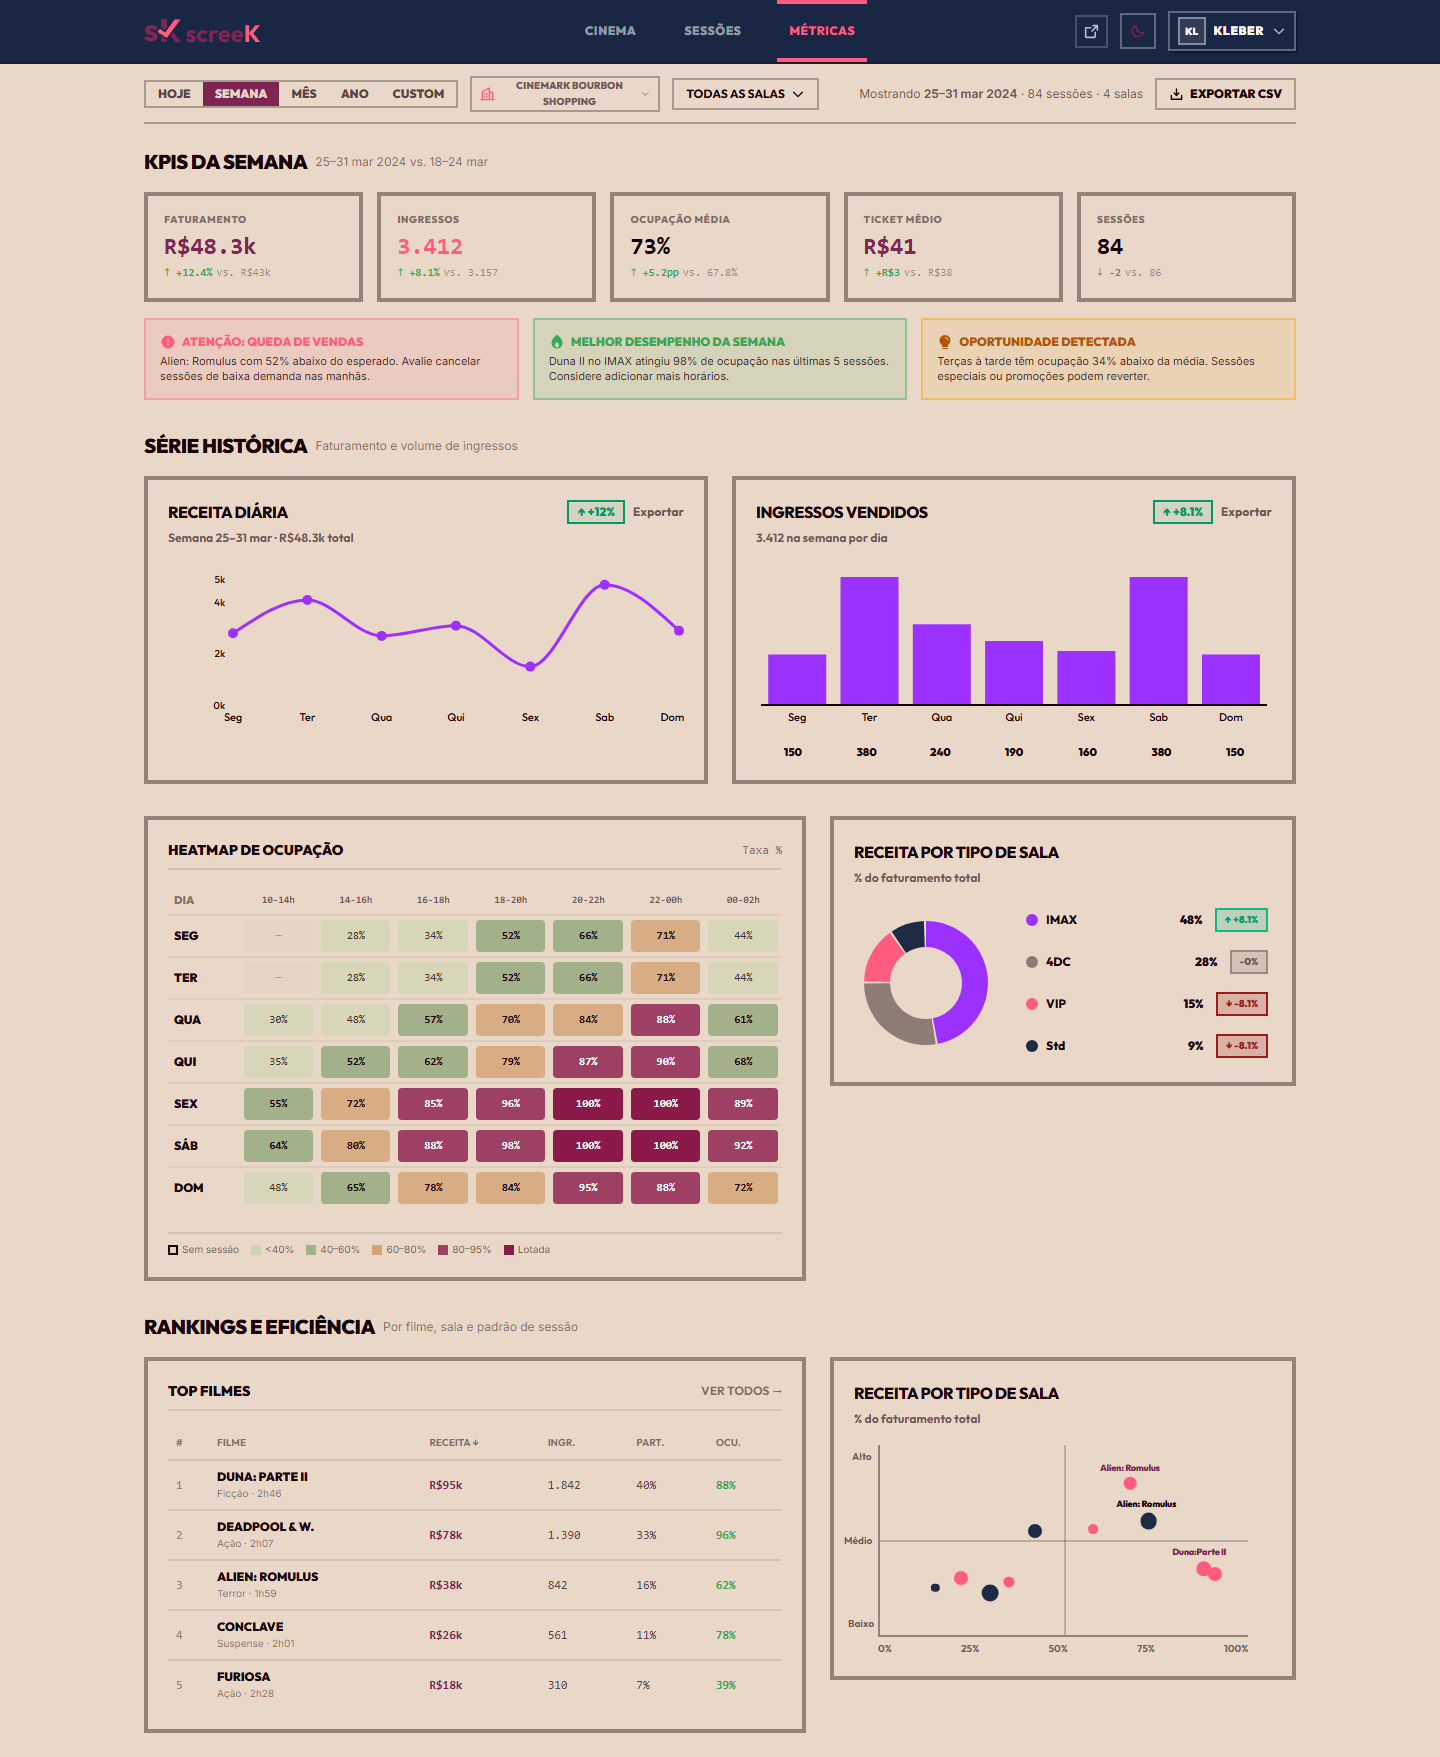 SK screeK
CINEMA
SESSÕES
MÉTRICAS
KL KLEBER
HOJE
SEMANA
MÊS
ANO
CUSTOM
CINEMARK BOURBON
SHOPPING
TODAS AS SALAS
Mostrando 25–31 mar 2024 · 84 sessões · 4 salas
EXPORTAR CSV
KPIS DA SEMANA 25–31 mar 2024 vs. 18–24 mar
FATURAMENTO
R$48.3k
↑ +12.4% vs. R$43k
INGRESSOS
3.412
↑ +8.1% vs. 3.157
OCUPAÇÃO MÉDIA
73%
↑ +5.2pp vs. 67.8%
TICKET MÉDIO
R$41
↑ +R$3 vs. R$38
SESSÕES
84
↓ -2 vs. 86
ATENÇÃO: QUEDA DE VENDAS
Alien: Romulus com 52% abaixo do esperado. Avalie cancelar
sessões de baixa demanda nas manhãs.
MELHOR DESEMPENHO DA SEMANA
Duna II no IMAX atingiu 98% de ocupação nas últimas 5 sessões.
Considere adicionar mais horários.
OPORTUNIDADE DETECTADA
Terças à tarde têm ocupação 34% abaixo da média. Sessões
especiais ou promoções podem reverter.
SÉRIE HISTÓRICA Faturamento e volume de ingressos
RECEITA DIÁRIA
↑ +12% Exportar
Semana 25–31 mar · R$48.3k total
5k
4k
2k
0k
Seg Ter Qua Qui Sex Sab Dom
INGRESSOS VENDIDOS
↑ +8.1% Exportar
3.412 na semana por dia
Seg Ter Qua Qui Sex Sab Dom
150 380 240 190 160 380 150
HEATMAP DE OCUPAÇÃO Taxa %
DIA 10-14h 14-16h 16-18h 18-20h 20-22h 22-00h 00-02h
SEG — 28% 34% 52% 66% 71% 44%
TER — 28% 34% 52% 66% 71% 44%
QUA 30% 48% 57% 70% 84% 88% 61%
QUI 35% 52% 62% 79% 87% 90% 68%
SEX 55% 72% 85% 96% 100% 100% 89%
SÁB 64% 80% 88% 98% 100% 100% 92%
DOM 48% 65% 78% 84% 95% 88% 72%
Sem sessão <40% 40–60% 60–80% 80–95% Lotada
RECEITA POR TIPO DE SALA
% do faturamento total
IMAX 48% ↑ +8.1%
4DC 28% -0%
VIP 15% ↓ -8.1%
Std 9% ↓ -8.1%
RANKINGS E EFICIÊNCIA Por filme, sala e padrão de sessão
TOP FILMES VER TODOS →
# FILME RECEITA ↓ INGR. PART. OCU.
1 DUNA: PARTE II R$95k 1.842 40% 88%
Ficção · 2h46
2 DEADPOOL & W. R$78k 1.390 33% 96%
Ação · 2h07
3 ALIEN: ROMULUS R$38k 842 16% 62%
Terror · 1h59
4 CONCLAVE R$26k 561 11% 78%
Suspense · 2h01
5 FURIOSA R$18k 310 7% 39%
Ação · 2h28
RECEITA POR TIPO DE SALA
% do faturamento total
Alto
Alien: Romulus
Alien: Romulus
Médio
Duna:Parte II
Baixo
0% 25% 50% 75% 100%